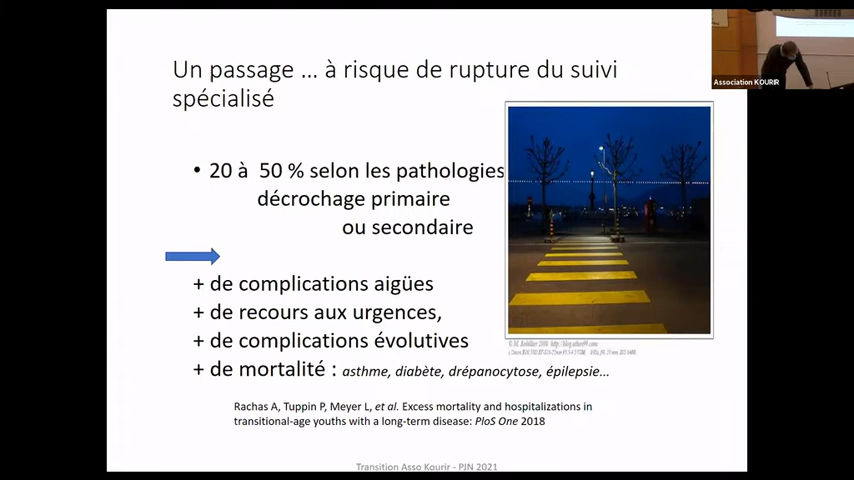 Un passage ... à risque de rupture du suivi
spécialisé
Association KOURIR
• 20 à 50 % selon les pathologies
décrochage primaire
ou secondaire
+ de complications aigües
+ de recours aux urgences,
+ de complications évolutives
+ de mortalité : asthme, diabète, drépanocytose, épilepsie...
Rachas A, Tuppin P, Meyer L, et al. Excess mortality and hospitalizations in
transitional-age youths with a long-term disease: PloS One 2018
Transition Asso Kourir - PJN 2021